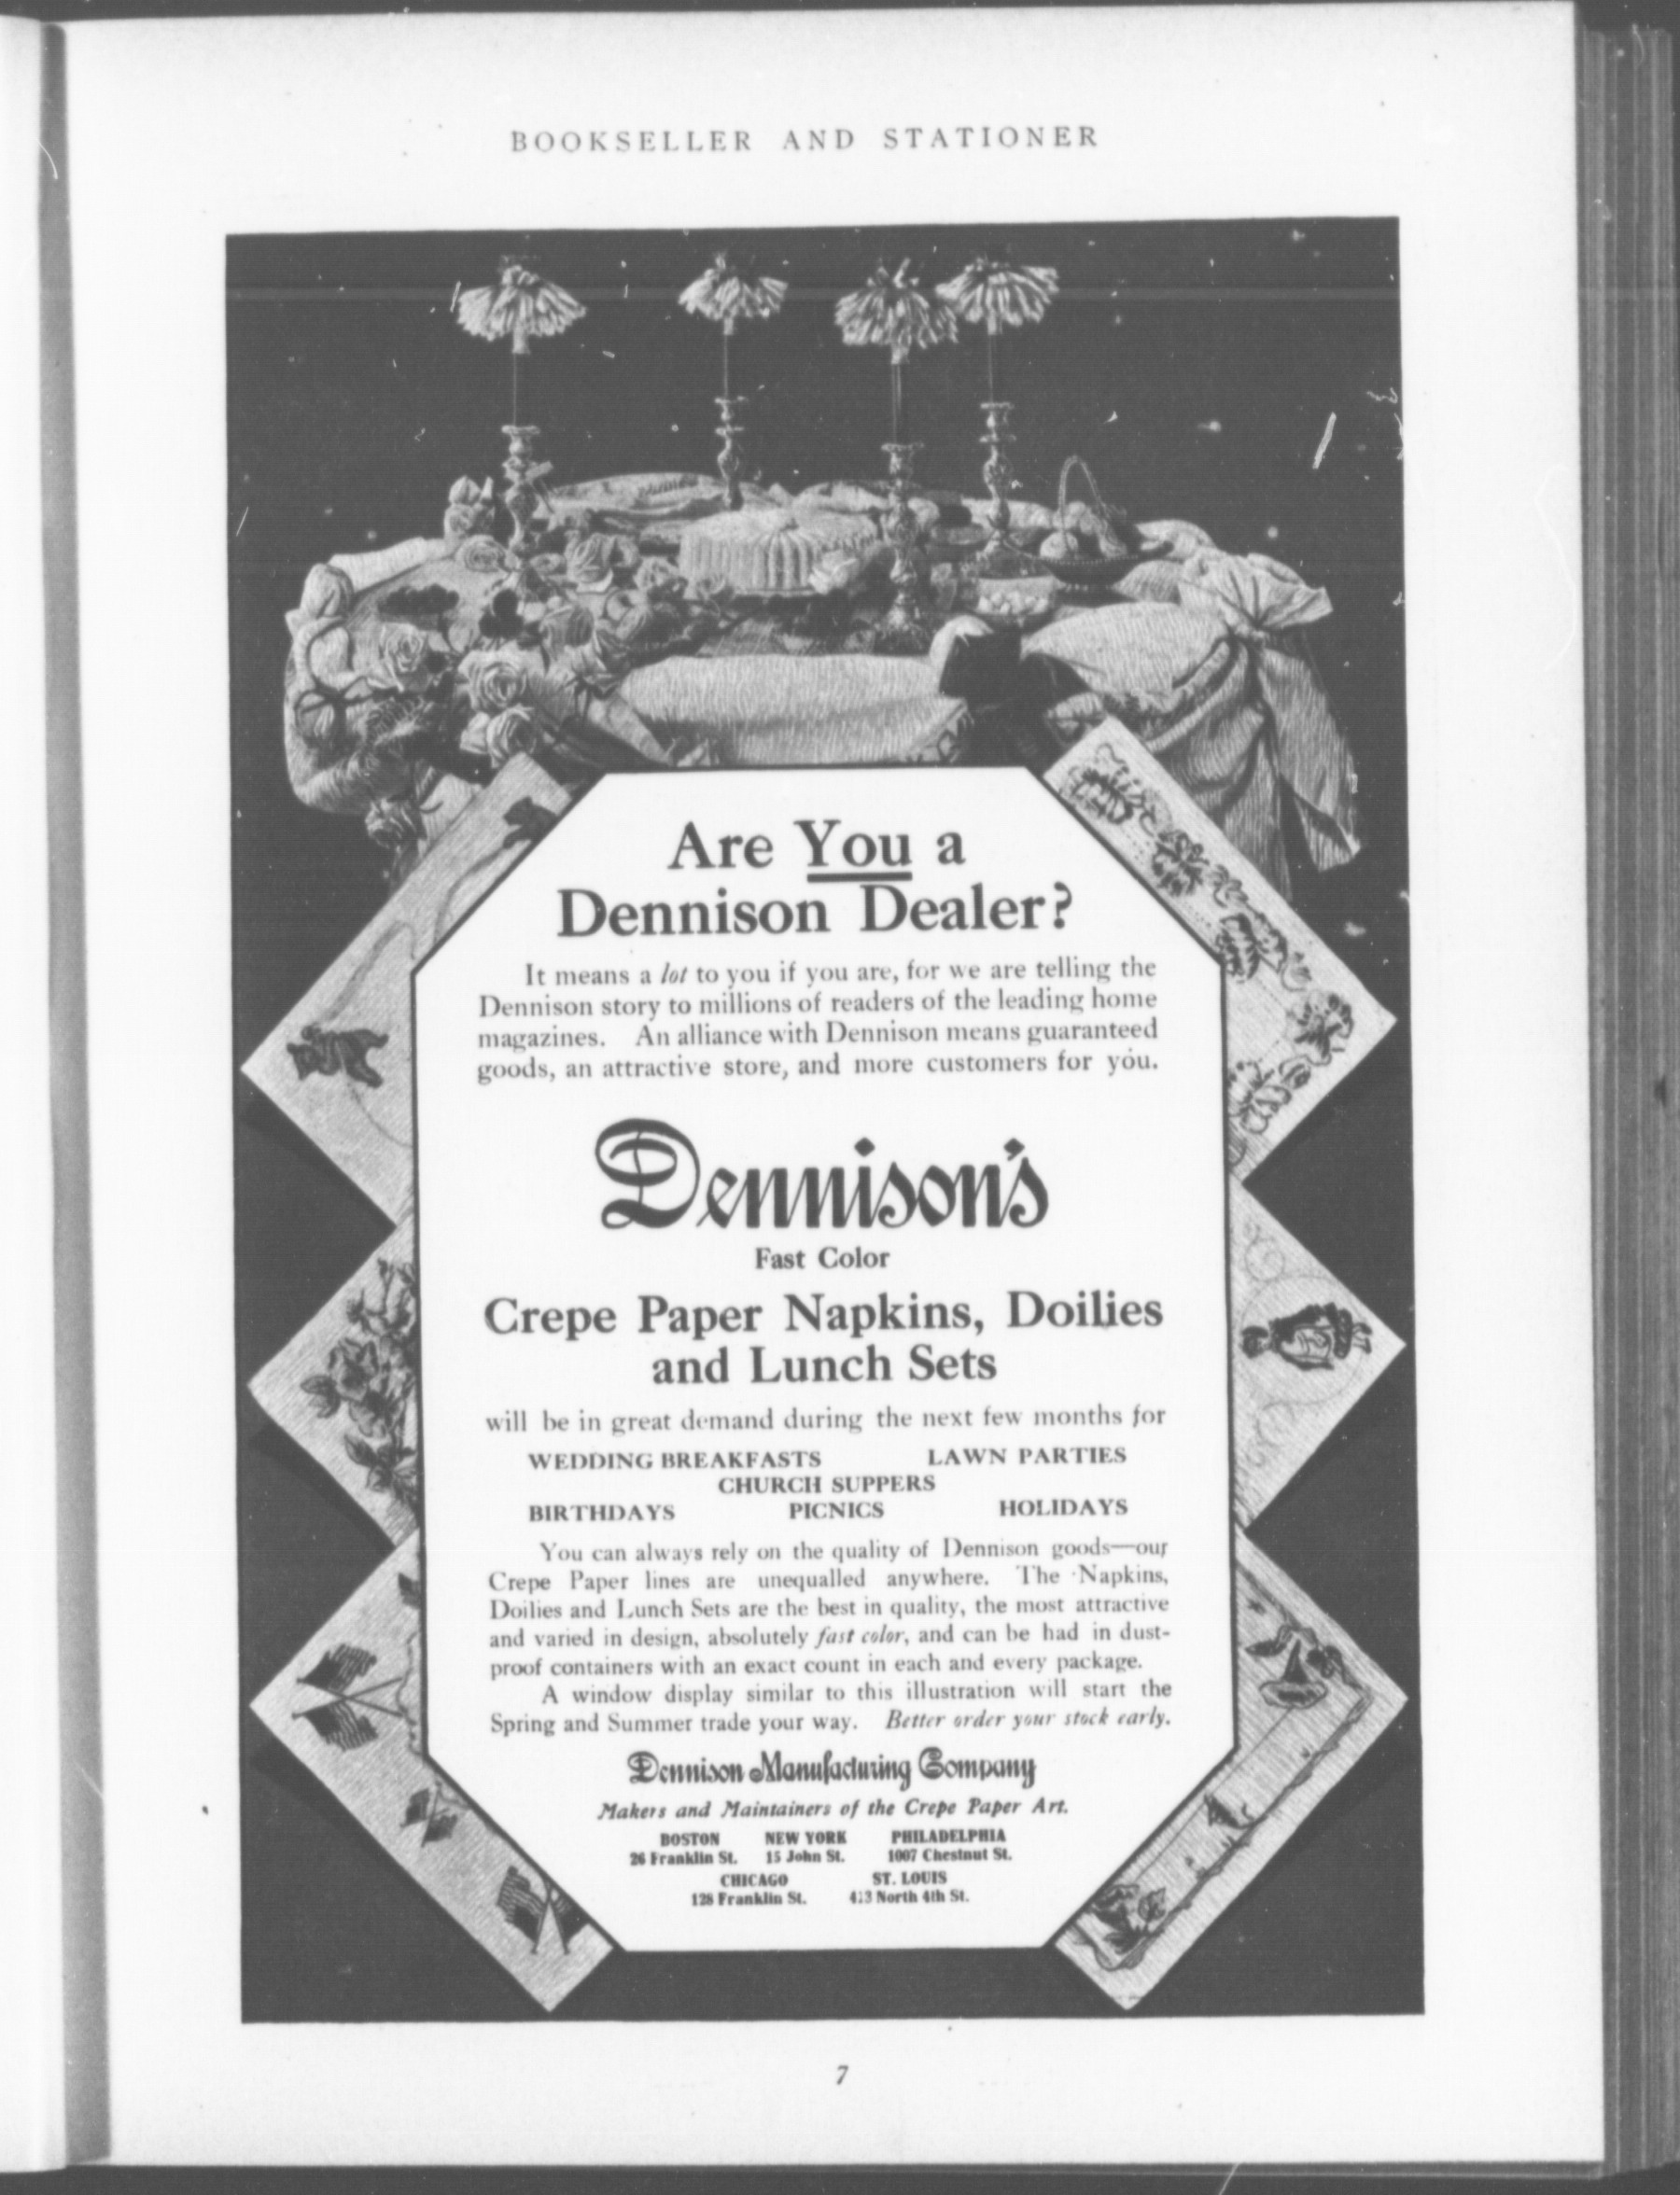 BOOKSELLER AND STATIONER
Are You a
Dennison Dealer?
It means a lot to you if you are, for we are telling the
Dennison story to millions of readers of the leading home
magazines. An alliance with Dennison means guaranteed
goods, an attractive store, and more customers for you.
Dennison's
Fast Color
Crepe Paper Napkins, Doilies
and Lunch Sets
will be in great demand during the next few months for
WEDDING BREAKFASTS LAWN PARTIES
CHURCH SUPPERS
BIRTHDAYS PICNICS HOLIDAYS
You can always rely on the quality of Dennison goods—our
Crepe Paper lines are unequalled anywhere. The Napkins,
Doilies and Lunch Sets are the best in quality, the most attractive
and varied in design, absolutely fast color, and can be had in dust-
proof containers with an exact count in each and every package.
A window display similar to this illustration will start the
Spring and Summer trade your way. Better order your stock early.
Dennison Manufacturing Company
Makers and Maintainers of the Crepe Paper Art.
BOSTON NEW YORK PHILADELPHIA
26 Franklin St. 15 John St. 1007 Chestnut St.
CHICAGO ST. LOUIS
128 Franklin St. North 4th St.
7